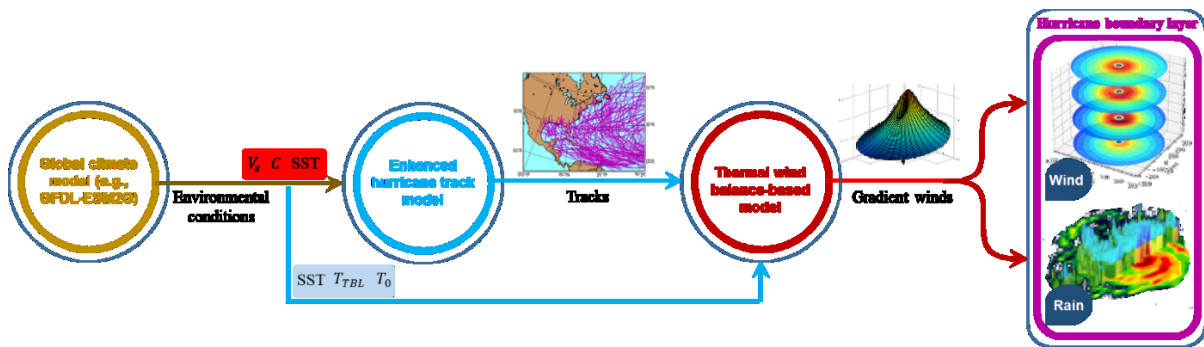 Hurricane boundary layer
Global climate
model (e.g.,
GFDL-ESM2G)
V_s C SST
Environmental
conditions
Enhanced
hurricane track
model
Tracks
Thermal wind
balance-based
model
Gradient winds
Wind
SST T_TBL T_0
Rain